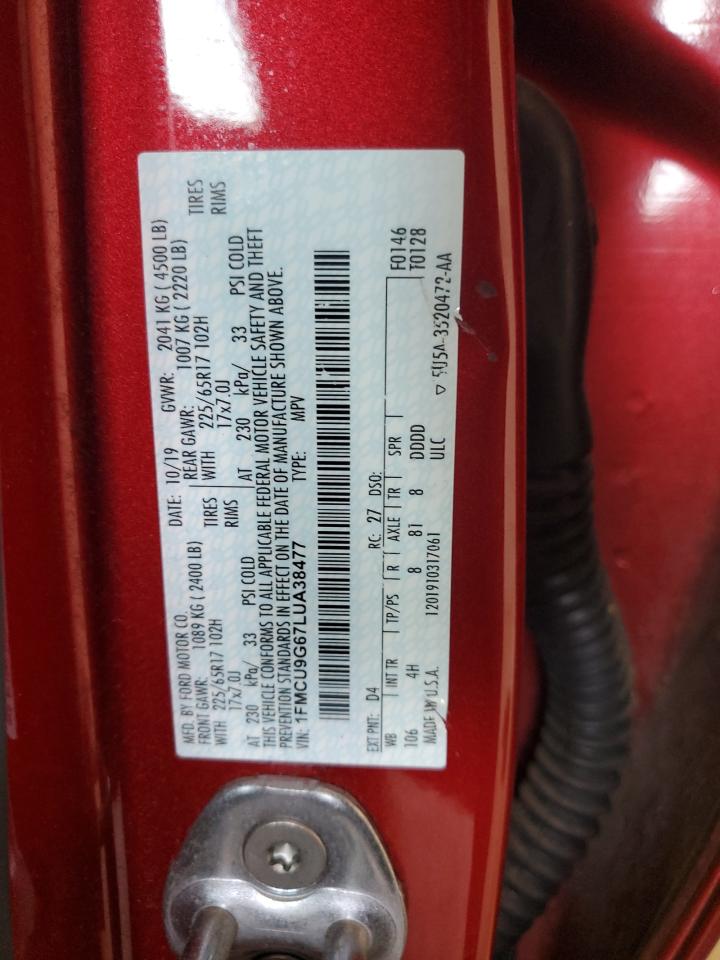 MFD. BY FORD MOTOR CO. DATE: 10/19 GVWR: 2041 KG ( 4500 LB)
FRONT GAWR: 1089 KG ( 2400 LB) REAR GAWR: 1007 KG ( 2220 LB)
WITH 225/65R17 102H TIRES WITH 225/65R17 102H TIRES
17x7.0J RIMS 17x7.0J RIMS
AT 230 kPa/ 33 PSI COLD AT 230 kPa/ 33 PSI COLD
THIS VEHICLE CONFORMS TO ALL APPLICABLE FEDERAL MOTOR VEHICLE SAFETY AND THEFT
PREVENTION STANDARDS IN EFFECT ON THE DATE OF MANUFACTURE SHOWN ABOVE.
VIN: 1FMCU9G67LUA38477 TYPE: MPV
EXT PNT: D4 RC: 27 DSO: F0146
WB INT TR TP/PS R AXLE TR SPR T0128
106 4H 8 81 8 DDDD
MADE IN U.S.A. 1201910317061 ULC 5U5A-3520472-AA